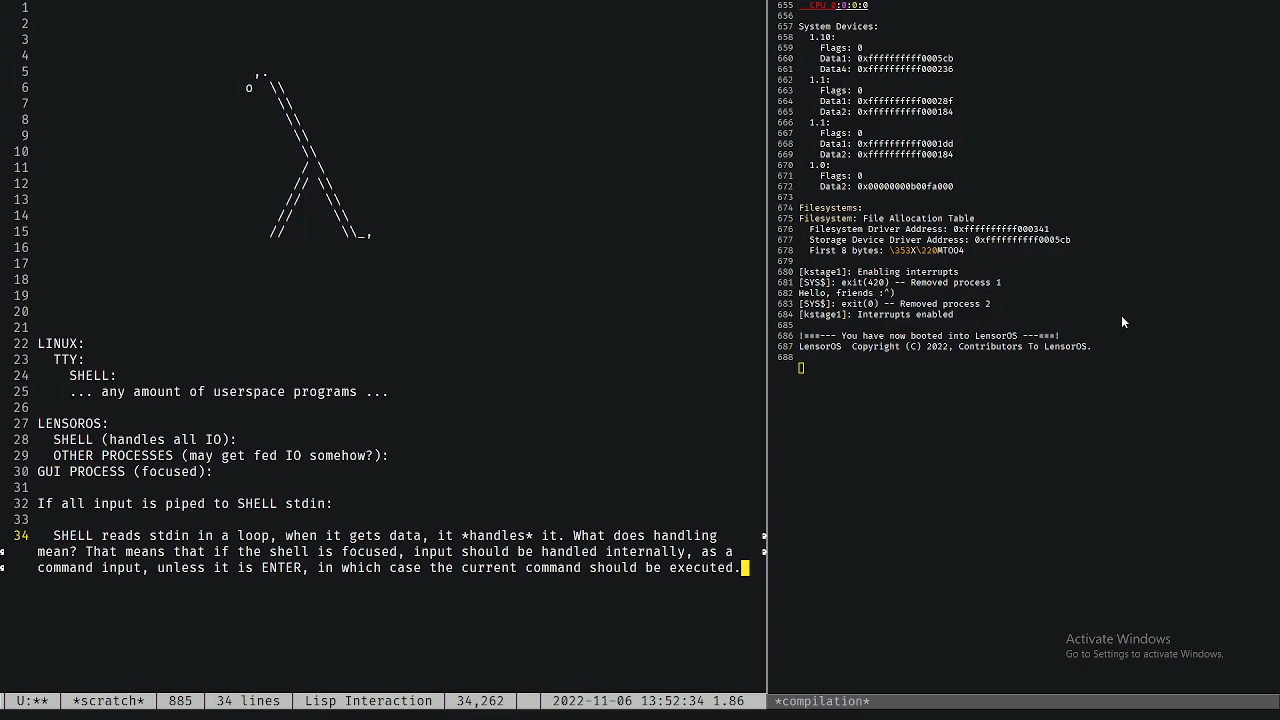 1
2
3
4
5 ,.
6 o \\
7 \\
8 \\
9 \\
10 \\
11 / \
12 // \\
13 // \\
14 // \\
15 // \\_,
16
17
18
19
20
21
22 LINUX:
23 TTY:
24 SHELL:
25 ... any amount of userspace programs ...
26
27 LENSOROS:
28 SHELL (handles all IO):
29 OTHER PROCESSES (may get fed IO somehow?):
30 GUI PROCESS (focused):
31
32 If all input is piped to SHELL stdin:
33
34 SHELL reads stdin in a loop, when it gets data, it *handles* it. What does handling
mean? That means that if the shell is focused, input should be handled internally, as a
command input, unless it is ENTER, in which case the current command should be executed.
U:** *scratch* 885 34 lines Lisp Interaction 34,262 2022-11-06 13:52:34 1.86
655 CPU 0:0:0:0
656
657 System Devices:
658 1.10:
659 Flags: 0
660 Data1: 0xffffffffff0005cb
661 Data4: 0xffffffffff000236
662 1.1:
663 Flags: 0
664 Data1: 0xffffffffff00028f
665 Data2: 0xffffffffff000184
666 1.1:
667 Flags: 0
668 Data1: 0xffffffffff0001dd
669 Data2: 0xffffffffff000184
670 1.0:
671 Flags: 0
672 Data2: 0x00000000b00fa000
673
674 Filesystems:
675 Filesystem: File Allocation Table
676 Filesystem Driver Address: 0xffffffffff000341
677 Storage Device Driver Address: 0xffffffffff0005cb
678 First 8 bytes: \353X\220MTOO4
679
680 [kstage1]: Enabling interrupts
681 [SYS$]: exit(420) -- Removed process 1
682 Hello, friends :^)
683 [SYS$]: exit(0) -- Removed process 2
684 [kstage1]: Interrupts enabled
685
686 !===--- You have now booted into LensorOS ---===!
687 LensorOS Copyright (C) 2022, Contributors To LensorOS.
688
Activate Windows
Go to Settings to activate Windows.
*compilation*